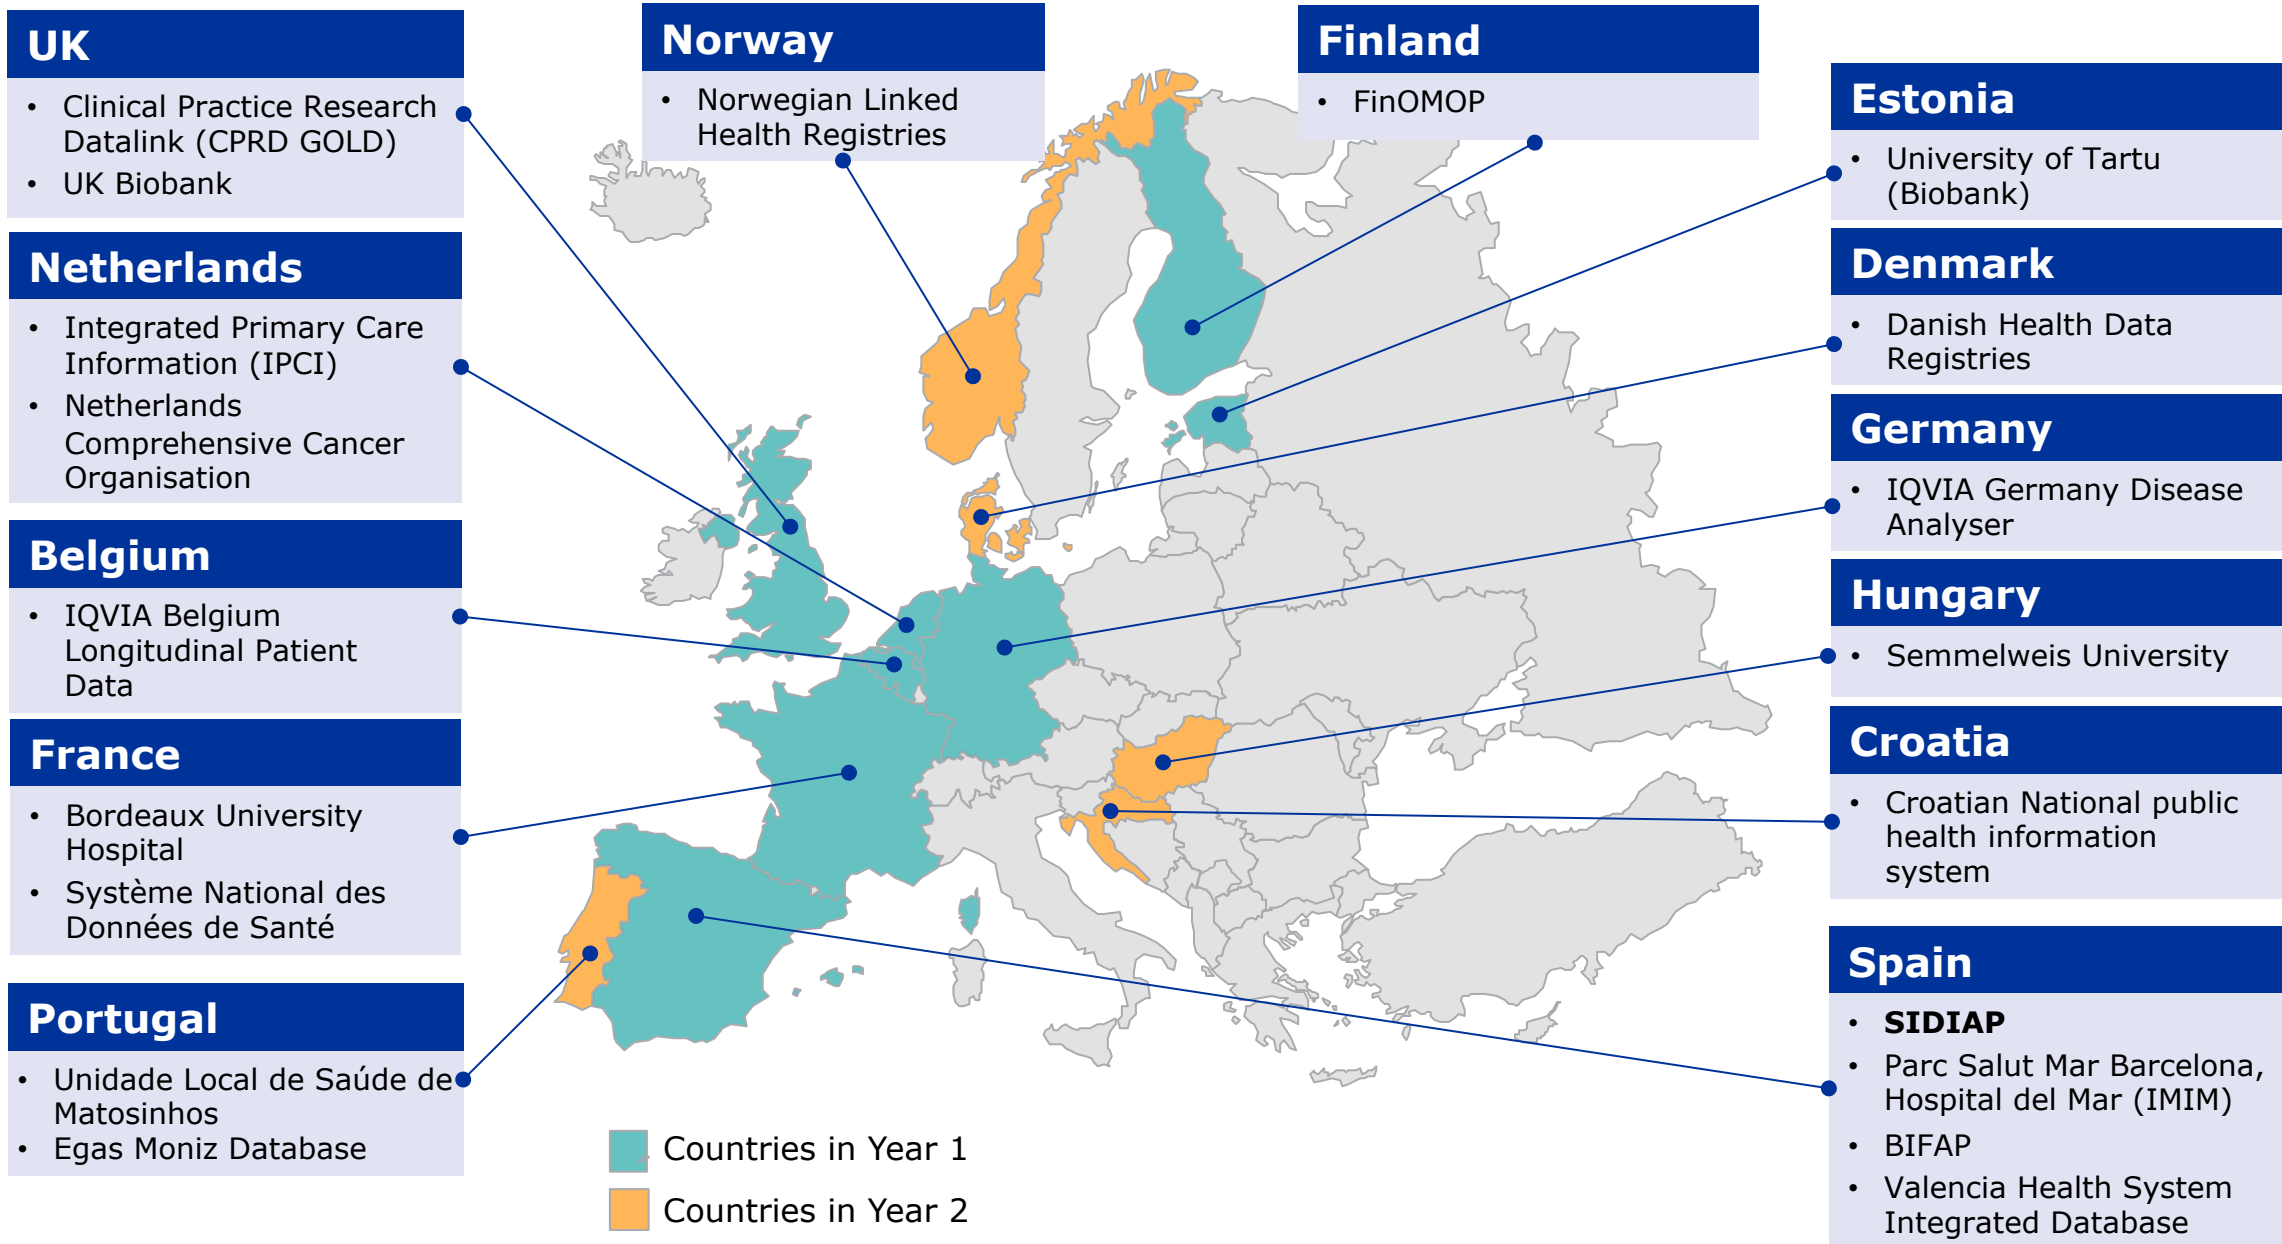 UK
• Clinical Practice Research
Datalink (CPRD GOLD)
• UK Biobank
Netherlands
• Integrated Primary Care
Information (IPCI)
• Netherlands
Comprehensive Cancer
Organisation
Belgium
• IQVIA Belgium
Longitudinal Patient
Data
France
• Bordeaux University
Hospital
• Système National des
Données de Santé
Portugal
• Unidade Local de Saúde de
Matosinhos
• Egas Moniz Database
Norway
• Norwegian Linked
Health Registries
Finland
• FinOMOP
Estonia
• University of Tartu
(Biobank)
Denmark
• Danish Health Data
Registries
Germany
• IQVIA Germany Disease
Analyser
Hungary
• Semmelweis University
Croatia
• Croatian National public
health information
system
Spain
• SIDIAP
• Parc Salut Mar Barcelona,
Hospital del Mar (IMIM)
• BIFAP
• Valencia Health System
Integrated Database
Countries in Year 1
Countries in Year 2